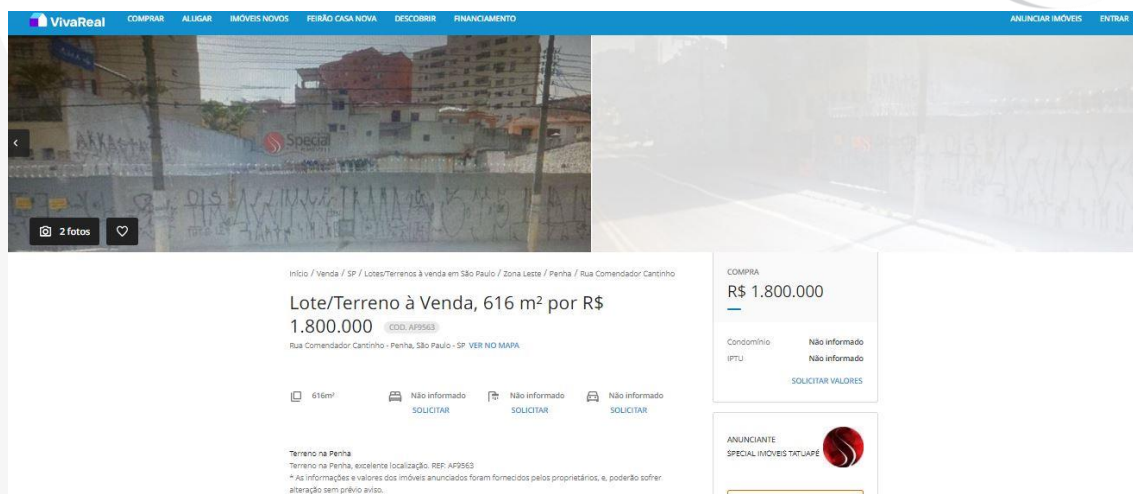 VivaReal COMPRAR ALUGAR IMÓVEIS NOVOS FEIRÃO CASA NOVA DESCOBRIR FINANCIAMENTO ANUNCIAR IMÓVEIS ENTRAR
Special
2 fotos
Início / Venda / SP / Lotes/Terrenos à venda em São Paulo / Zona Leste / Penha / Rua Comendador Cantinho
Lote/Terreno à Venda, 616 m² por R$
1.800.000 COD. AP9563
Rua Comendador Cantinho - Penha, São Paulo - SP VER NO MAPA
616m² Não informado Não informado Não informado
SOLICITAR SOLICITAR SOLICITAR
Terreno na Penha
Terreno na Penha, excelente localização. REF: AP9563
* As informações e valores dos imóveis anunciados foram fornecidos pelos proprietários, e, poderão sofrer
alteração sem prévio aviso.
COMPRA
R$ 1.800.000
Condomínio Não informado
IPTU Não informado
SOLICITAR VALORES
ANUNCIANTE
SPECIAL IMÓVEIS TATUAPÉ